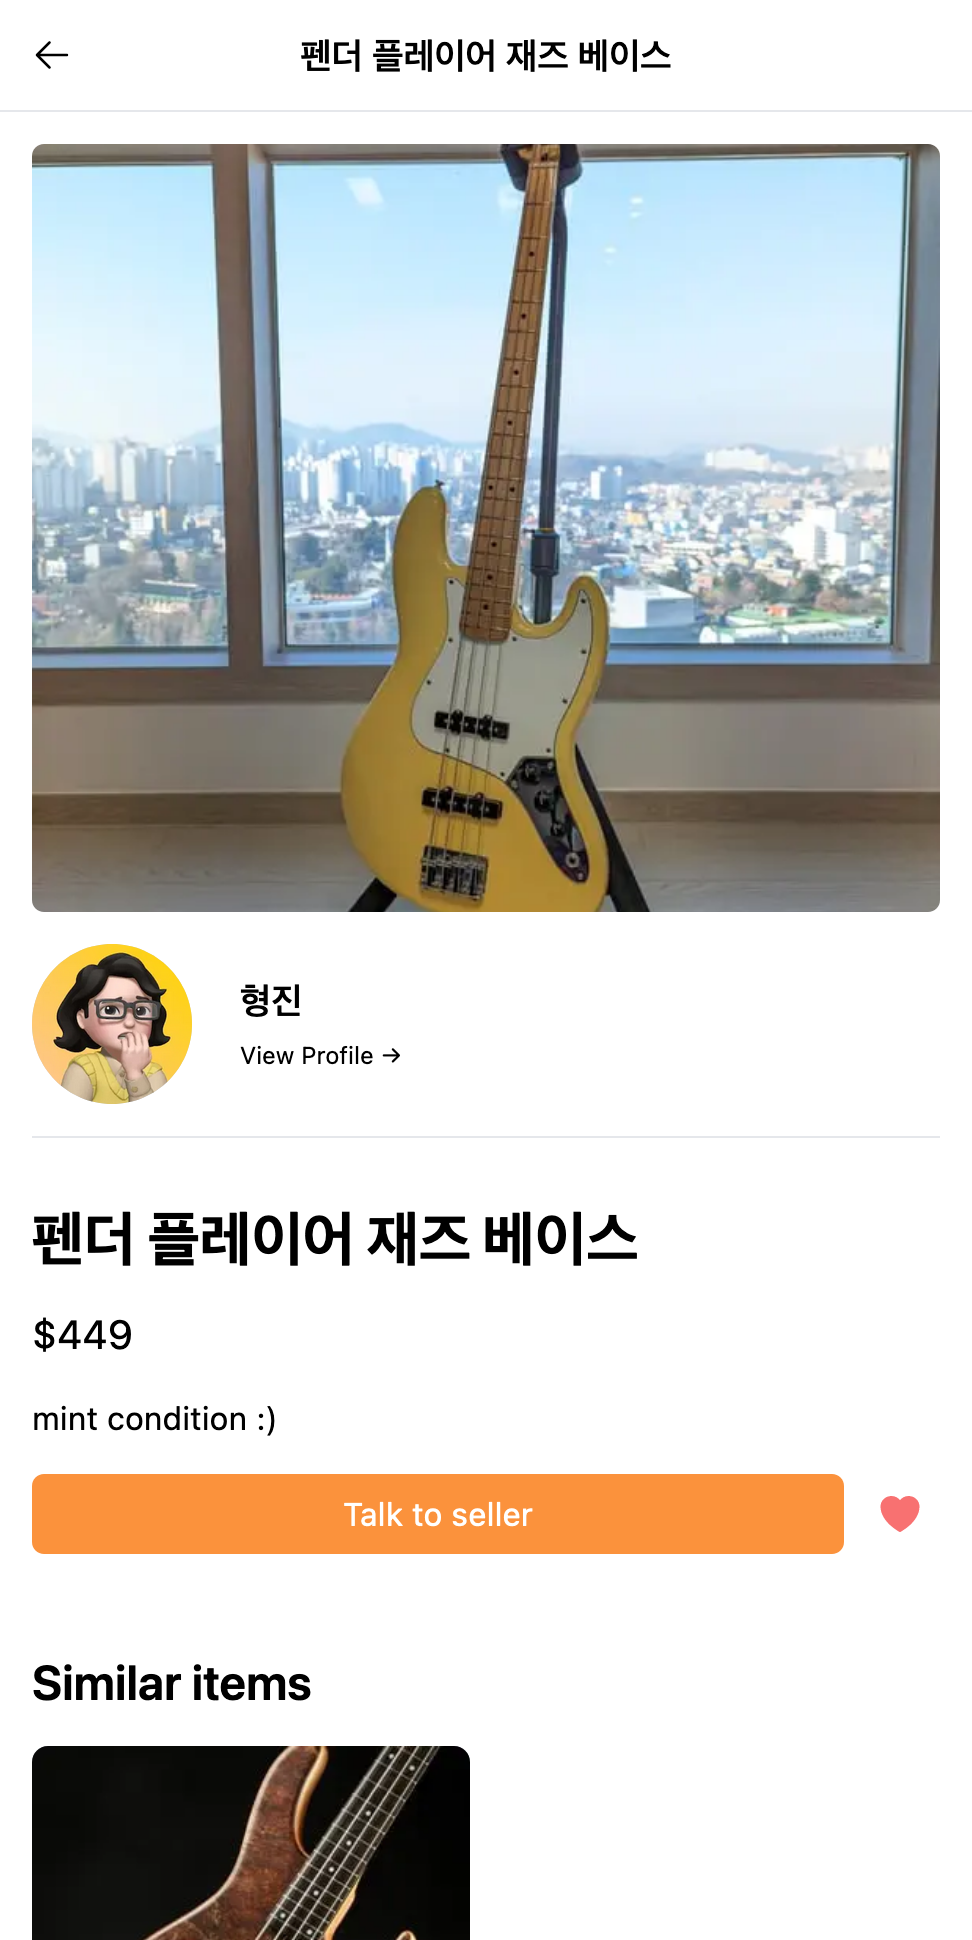 펜더 플레이어 재즈 베이스
형진
View Profile →
펜더 플레이어 재즈 베이스
$449
mint condition :)
Talk to seller
Similar items